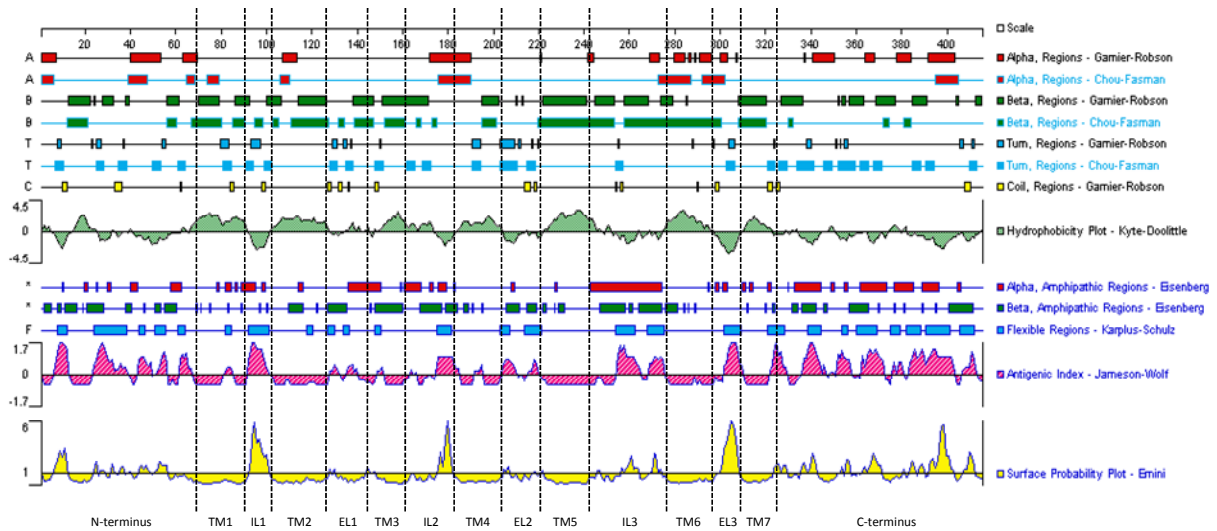 Scale
20 40 60 80 100 120 140 160 180 200 220 240 260 280 300 320 340 360 380 400
A Alpha, Regions - Garnier-Robson
A Alpha, Regions - Chou-Fasman
B Beta, Regions - Garnier-Robson
B Beta, Regions - Chou-Fasman
T Turn, Regions - Garnier-Robson
T Turn, Regions - Chou-Fasman
C Coil, Regions - Garnier-Robson
4.5
0 Hydrophobicity Plot - Kyte-Doolittle
-4.5
* Alpha, Amphipathic Regions - Eisenberg
* Beta, Amphipathic Regions - Eisenberg
F Flexible Regions - Karplus-Schulz
1.7
0 Antigenic Index - Jameson-Wolf
-1.7
6
1 Surface Probability Plot - Emini
N-terminus TM1 IL1 TM2 EL1 TM3 IL2 TM4 EL2 TM5 IL3 TM6 EL3 TM7 C-terminus